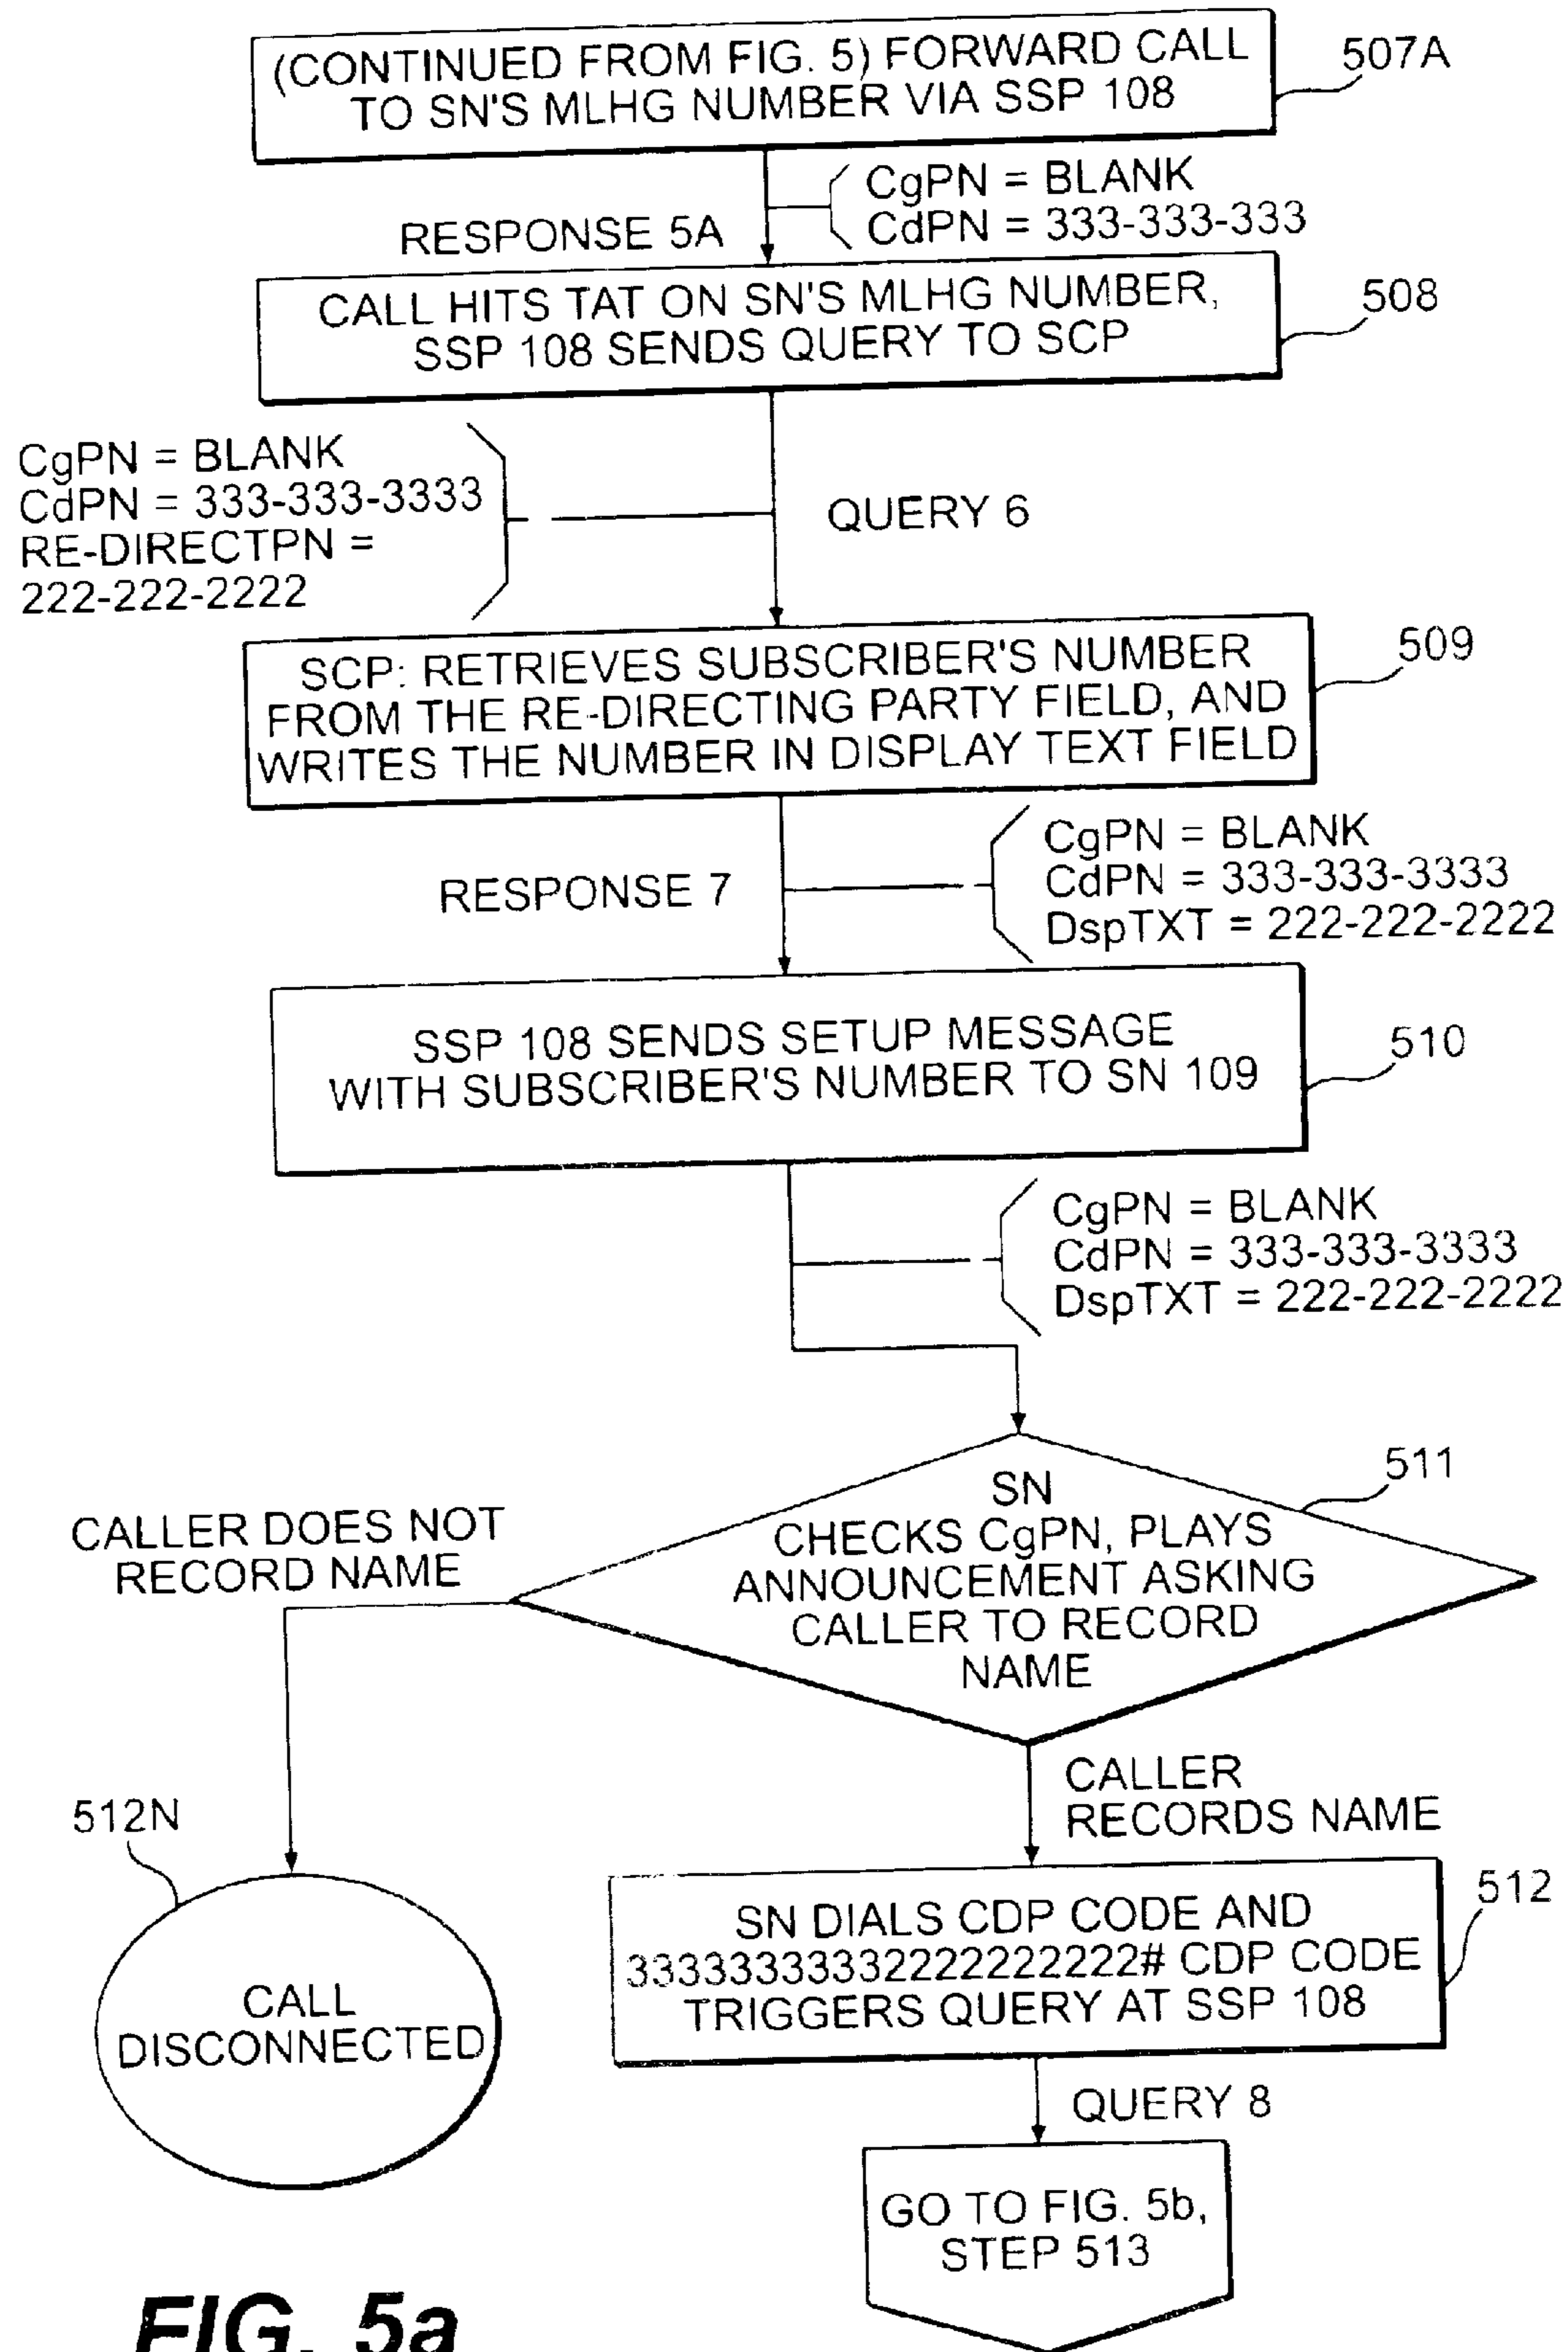 (CONTINUED FROM FIG. 5) FORWARD CALL
TO SN'S MLHG NUMBER VIA SSP 108
507A
CgPN = BLANK
CdPN = 333-333-333
RESPONSE 5A
CALL HITS TAT ON SN'S MLHG NUMBER,
SSP 108 SENDS QUERY TO SCP
508
CgPN = BLANK
CdPN = 333-333-3333
RE-DIRECTPN =
222-222-2222
QUERY 6
SCP: RETRIEVES SUBSCRIBER'S NUMBER
FROM THE RE-DIRECTING PARTY FIELD, AND
WRITES THE NUMBER IN DISPLAY TEXT FIELD
509
RESPONSE 7
CgPN = BLANK
CdPN = 333-333-3333
DspTXT = 222-222-2222
SSP 108 SENDS SETUP MESSAGE
WITH SUBSCRIBER'S NUMBER TO SN 109
510
CgPN = BLANK
CdPN = 333-333-3333
DspTXT = 222-222-2222
SN
CHECKS CgPN, PLAYS
ANNOUNCEMENT ASKING
CALLER TO RECORD
NAME
511
CALLER DOES NOT
RECORD NAME
CALLER
RECORDS NAME
512N
CALL
DISCONNECTED
SN DIALS CDP CODE AND
33333333332222222222# CDP CODE
TRIGGERS QUERY AT SSP 108
512
QUERY 8
GO TO FIG. 5b,
STEP 513
FIG. 5a